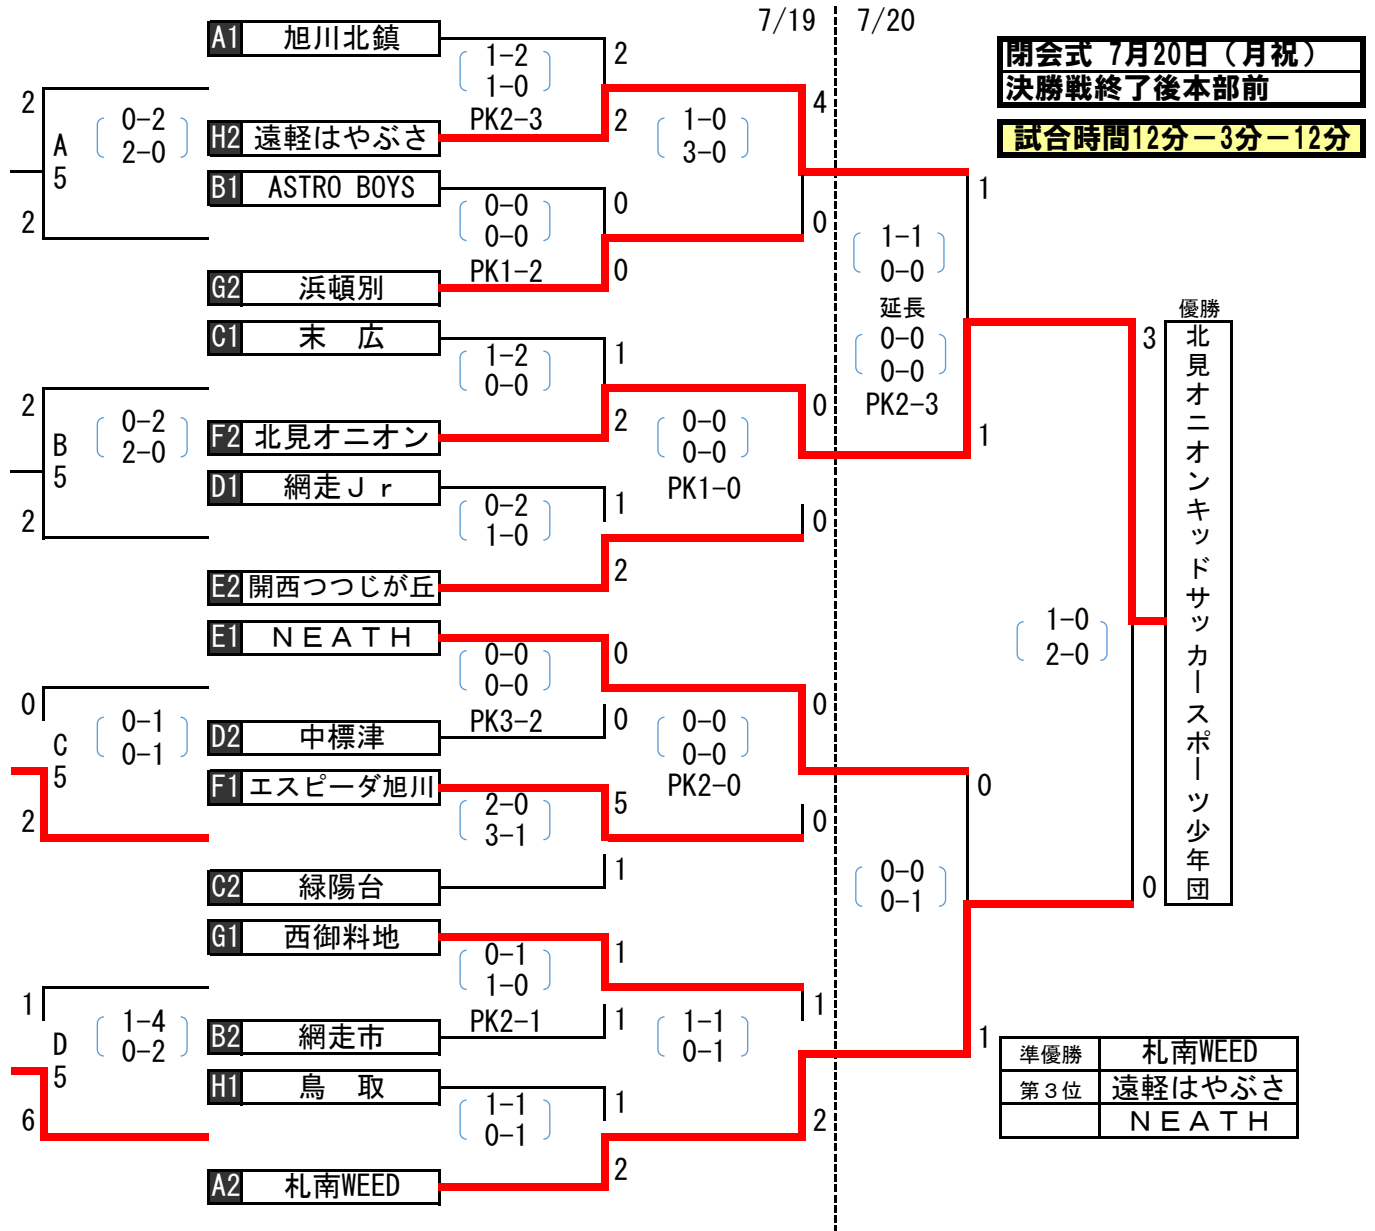 7/19 7/20
閉会式 7月20日（月祝）
決勝戦終了後本部前
試合時間12分－3分－12分
A1 旭川北鎮
1-2
1-0
PK2-3
2
2
H2 遠軽はやぶさ
1-0
3-0
4
0
B1 ASTRO BOYS
0-0
0-0
PK1-2
0
0
G2 浜頓別
2
A
5
0-2
2-0
2
1-1
0-0
延長
0-0
0-0
PK2-3
1
1
C1 末 広
1-2
0-0
1
2
F2 北見オニオン
0-0
0-0
PK1-0
0
0
D1 網走Ｊｒ
0-2
1-0
1
2
E2 開西つつじが丘
2
B
5
0-2
2-0
2
優勝
北見オニオンキッドサッカースポーツ少年団
3
1-0
2-0
0
E1 ＮＥＡＴＨ
0-0
0-0
PK3-2
0
0
D2 中標津
0-0
0-0
PK2-0
0
0
F1 エスピーダ旭川
2-0
3-1
5
1
C2 緑陽台
0
C
5
0-1
0-1
2
0-0
0-1
0
1
G1 西御料地
0-1
1-0
PK2-1
1
1
B2 網走市
1-1
0-1
1
2
H1 鳥 取
1-1
0-1
1
2
A2 札南WEED
1
D
5
1-4
0-2
6
準優勝 札南WEED
第３位 遠軽はやぶさ
ＮＥＡＴＨ